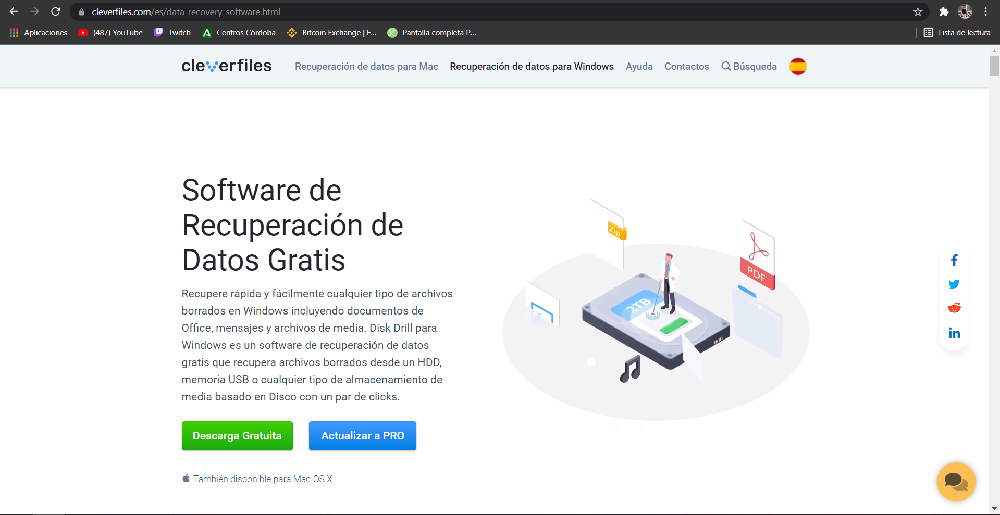 cleverfiles.com/es/data-recovery-software.html
Aplicaciones (487) YouTube Twitch Centros Córdoba Bitcoin Exchange | E... Pantalla completa P... Lista de lectura
cleverfiles Recuperación de datos para Mac Recuperación de datos para Windows Ayuda Contactos Búsqueda
Software de
Recuperación de
Datos Gratis
Recupere rápida y fácilmente cualquier tipo de archivos
borrados en Windows incluyendo documentos de
Office, mensajes y archivos de media. Disk Drill para
Windows es un software de recuperación de datos
gratis que recupera archivos borrados desde un HDD,
memoria USB o cualquier tipo de almacenamiento de
media basado en Disco con un par de clicks.
Descarga Gratuita Actualizar a PRO
También disponible para Mac OS X
Zip
PDF
2TB